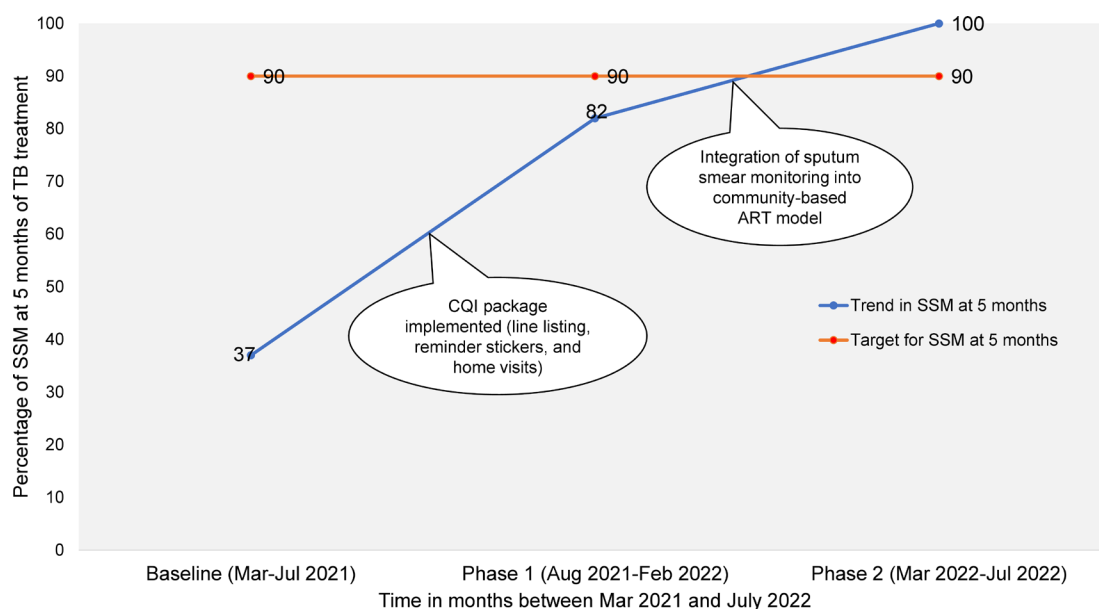 Percentage of SSM at 5 months of TB treatment
100
90
80
70
60
50
40
30
20
10
0
90
90
90
37
82
100
CQI package
implemented (line listing,
reminder stickers, and
home visits)
Integration of sputum
smear monitoring into
community-based
ART model
Trend in SSM at 5 months
Target for SSM at 5 months
Baseline (Mar-Jul 2021)
Phase 1 (Aug 2021-Feb 2022)
Phase 2 (Mar 2022-Jul 2022)
Time in months between Mar 2021 and July 2022